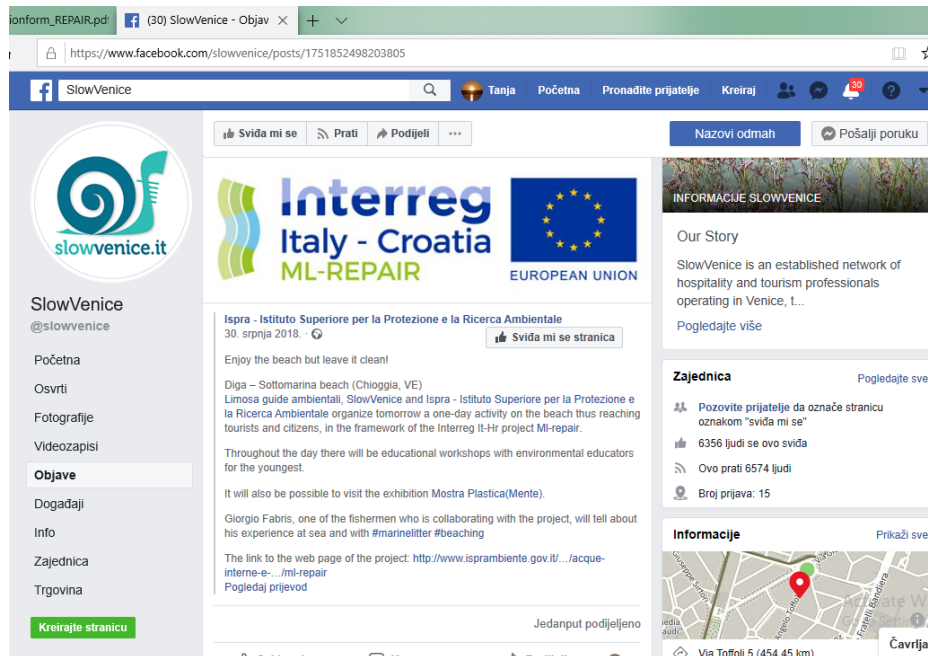 ionform_REPAIR.pdf
(30) SlowVenice - Objav
https://www.facebook.com/slowvenice/posts/1751852498203805
SlowVenice
Tanja Početna Pronađite prijatelje Kreiraj 30
Sviđa mi se Prati Podijeli ...
Nazovi odmah Pošalji poruku
slowvenice.it
SlowVenice
@slowvenice
Početna
Osvrti
Fotografije
Videozapisi
Objave
Događaji
Info
Zajednica
Trgovina
Kreirajte stranicu
Interreg
Italy - Croatia
ML-REPAIR
EUROPEAN UNION
Ispra - Istituto Superiore per la Protezione e la Ricerca Ambientale
30. srpnja 2018. ·
Sviđa mi se stranica
Enjoy the beach but leave it clean!
Diga – Sottomarina beach (Chioggia, VE)
Limosa guide ambientali, SlowVenice and Ispra - Istituto Superiore per la Protezione e
la Ricerca Ambientale organize tomorrow a one-day activity on the beach thus reaching
tourists and citizens, in the framework of the Interreg It-Hr project Ml-repair.
Throughout the day there will be educational workshops with environmental educators
for the youngest.
It will also be possible to visit the exhibition Mostra Plastica(Mente).
Giorgio Fabris, one of the fishermen who is collaborating with the project, will tell about
his experience at sea and with #marinelitter #beaching
The link to the web page of the project: http://www.isprambiente.gov.it/.../acque-
interne-e-.../ml-repair
Pogledaj prijevod
Jedanput podijeljeno
INFORMACIJE SLOWVENICE
Our Story
SlowVenice is an established network of
hospitality and tourism professionals
operating in Venice, t...
Pogledajte više
Zajednica Pogledajte sve
Pozovite prijatelje da označe stranicu
oznakom "sviđa mi se"
6356 ljudi se ovo sviđa
Ovo prati 6574 ljudi
Broj prijava: 15
Informacije Prikaži sve
Giuseppe Sirtori
Angelo Toffoli
Fratelli Bandiera
Activate W
Go to Settin
Via Toffoli 5 (454,45 km)
Čavrlja